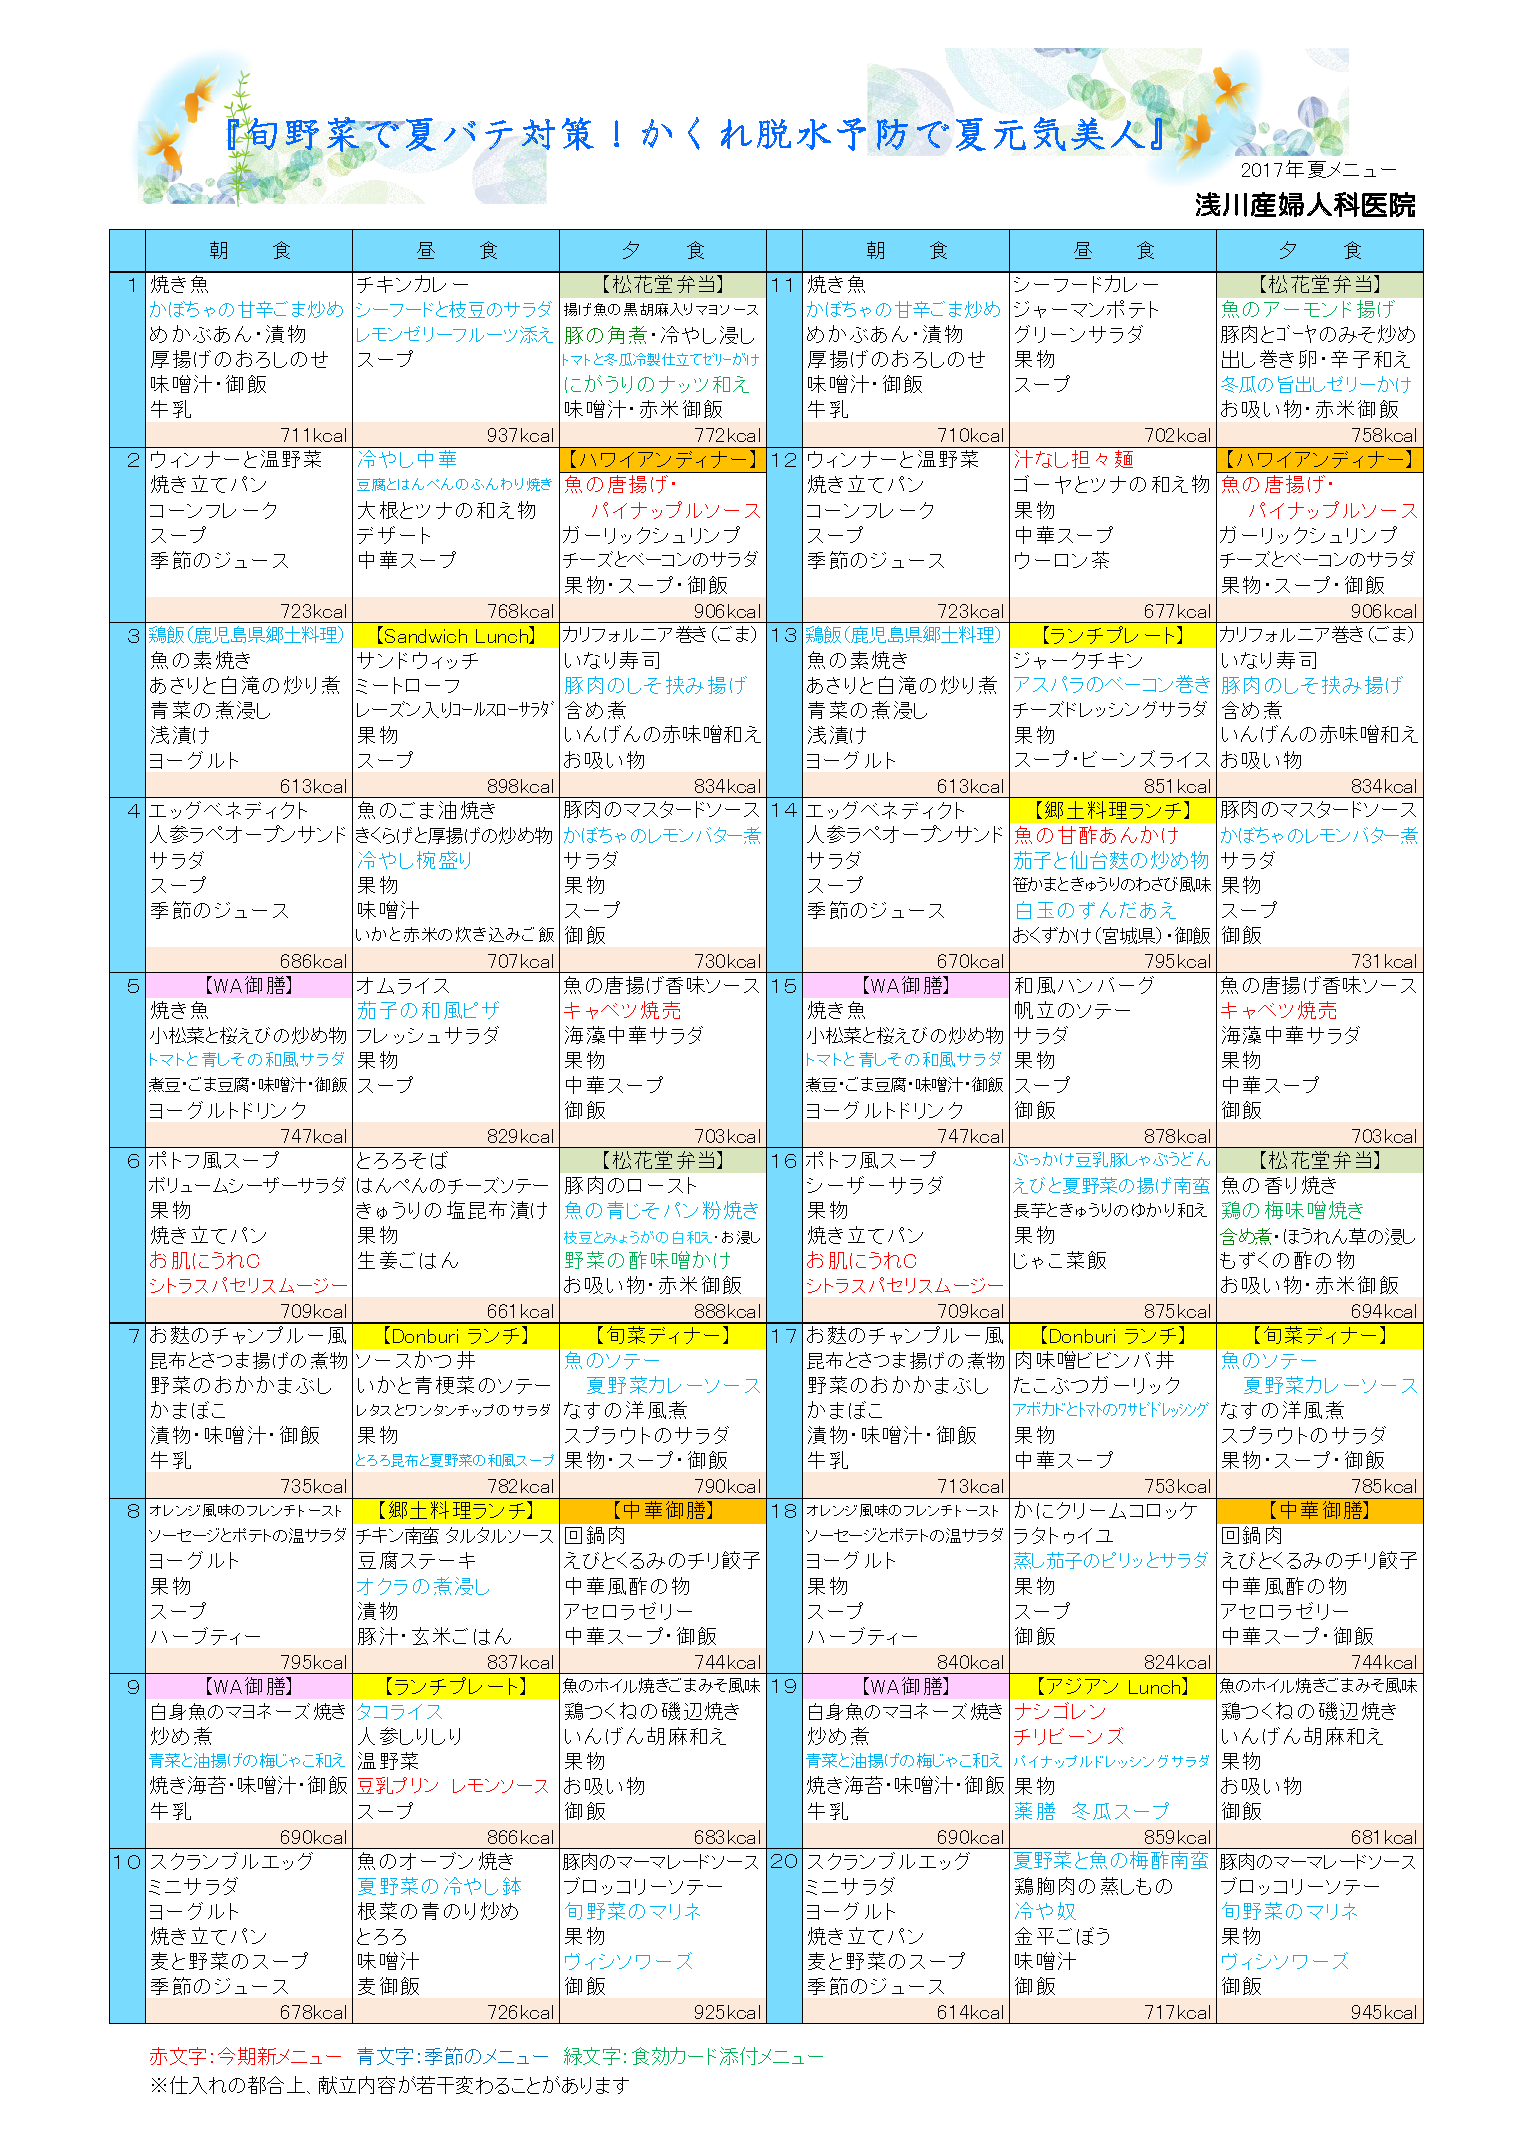 『旬野菜で夏バテ対策！かくれ脱水予防で夏元気美人』
2017年夏メニュー
浅川産婦人科医院
朝　食
昼　食
夕　食
朝　食
昼　食
夕　食
1
焼き魚
かぼちゃの甘辛ごま炒め
めかぶあん・漬物
厚揚げのおろしのせ
味噌汁・御飯
牛乳
711kcal
チキンカレー
シーフードと枝豆のサラダ
レモンゼリーフルーツ添え
スープ
937kcal
【松花堂弁当】
揚げ魚の黒胡麻入りマヨソース
豚の角煮・冷やし浸し
トマトと冬瓜冷製仕立てゼリーがけ
にがうりのナッツ和え
味噌汁・赤米御飯
772kcal
11
焼き魚
かぼちゃの甘辛ごま炒め
めかぶあん・漬物
厚揚げのおろしのせ
味噌汁・御飯
牛乳
710kcal
シーフードカレー
ジャーマンポテト
グリーンサラダ
果物
スープ
702kcal
【松花堂弁当】
魚のアーモンド揚げ
豚肉とゴーヤのみそ炒め
出し巻き卵・辛子和え
冬瓜の旨出しゼリーかけ
お吸い物・赤米御飯
758kcal
2
ウィンナーと温野菜
焼き立てパン
コーンフレーク
スープ
季節のジュース
723kcal
冷やし中華
豆腐とはんぺんのふんわり焼き
大根とツナの和え物
デザート
中華スープ
768kcal
【ハワイアンディナー】
魚の唐揚げ・
パイナップルソース
ガーリックシュリンプ
チーズとベーコンのサラダ
果物・スープ・御飯
906kcal
12
ウィンナーと温野菜
焼き立てパン
コーンフレーク
スープ
季節のジュース
723kcal
汁なし担々麺
ゴーヤとツナの和え物
果物
中華スープ
ウーロン茶
677kcal
【ハワイアンディナー】
魚の唐揚げ・
パイナップルソース
ガーリックシュリンプ
チーズとベーコンのサラダ
果物・スープ・御飯
906kcal
3
鶏飯（鹿児島県郷土料理）
魚の素焼き
あさりと白滝の炒り煮
青菜の煮浸し
浅漬け
ヨーグルト
613kcal
【Sandwich Lunch】
サンドウィッチ
ミートローフ
レーズン入りコールスローサラダ
果物
スープ
898kcal
カリフォルニア巻き（ごま）
いなり寿司
豚肉のしそ挟み揚げ
含め煮
いんげんの赤味噌和え
お吸い物
834kcal
13
鶏飯（鹿児島県郷土料理）
魚の素焼き
あさりと白滝の炒り煮
青菜の煮浸し
浅漬け
ヨーグルト
613kcal
【ランチプレート】
ジャークチキン
アスパラのベーコン巻き
チーズドレッシングサラダ
果物
スープ・ビーンズライス
851kcal
カリフォルニア巻き（ごま）
いなり寿司
豚肉のしそ挟み揚げ
含め煮
いんげんの赤味噌和え
お吸い物
834kcal
4
エッグベネディクト
人参ラペオープンサンド
サラダ
スープ
季節のジュース
686kcal
魚のごま油焼き
きくらげと厚揚げの炒め物
冷やし椀盛り
果物
味噌汁
いかと赤米の炊き込みご飯
707kcal
豚肉のマスタードソース
かぼちゃのレモンバター煮
サラダ
果物
スープ
御飯
730kcal
14
エッグベネディクト
人参ラペオープンサンド
サラダ
スープ
季節のジュース
670kcal
【郷土料理ランチ】
魚の甘酢あんかけ
茄子と仙台麩の炒め物
笹かまときゅうりのわさび風味
白玉のずんだあえ
おくずかけ（宮城県）・御飯
795kcal
豚肉のマスタードソース
かぼちゃのレモンバター煮
サラダ
果物
スープ
御飯
731kcal
5
【WA御膳】
焼き魚
小松菜と桜えびの炒め物
トマトと青しその和風サラダ
煮豆・ごま豆腐・味噌汁・御飯
ヨーグルトドリンク
747kcal
オムライス
茄子の和風ピザ
フレッシュサラダ
果物
スープ
829kcal
魚の唐揚げ香味ソース
キャベツ焼売
海藻中華サラダ
果物
中華スープ
御飯
703kcal
15
【WA御膳】
焼き魚
小松菜と桜えびの炒め物
トマトと青しその和風サラダ
煮豆・ごま豆腐・味噌汁・御飯
ヨーグルトドリンク
747kcal
和風ハンバーグ
帆立のソテー
サラダ
果物
スープ
御飯
878kcal
魚の唐揚げ香味ソース
キャベツ焼売
海藻中華サラダ
果物
中華スープ
御飯
703kcal
6
ポトフ風スープ
ボリュームシーザーサラダ
果物
焼き立てパン
お肌にうれC
シトラスパセリスムージー
709kcal
とろろそば
はんぺんのチーズソテー
きゅうりの塩昆布漬け
果物
生姜ごはん
661kcal
【松花堂弁当】
豚肉のロースト
魚の青じそパン粉焼き
枝豆とみょうがの白和え・お浸し
野菜の酢味噌かけ
お吸い物・赤米御飯
888kcal
16
ポトフ風スープ
シーザーサラダ
果物
焼き立てパン
お肌にうれC
シトラスパセリスムージー
709kcal
ぶっかけ豆乳豚しゃぶうどん
えびと夏野菜の揚げ南蛮
長芋ときゅうりのゆかり和え
果物
じゃこ菜飯
875kcal
【松花堂弁当】
魚の香り焼き
鶏の梅味噌焼き
含め煮・ほうれん草の浸し
もずくの酢の物
お吸い物・赤米御飯
694kcal
7
お麩のチャンプルー風
昆布とさつま揚げの煮物
野菜のおかかまぶし
かまぼこ
漬物・味噌汁・御飯
牛乳
735kcal
【Donburi ランチ】
ソースかつ丼
いかと青梗菜のソテー
レタスとワンタンチップのサラダ
果物
とろろ昆布と夏野菜の和風スープ
782kcal
【旬菜ディナー】
魚のソテー
夏野菜カレーソース
なすの洋風煮
スプラウトのサラダ
果物・スープ・御飯
790kcal
17
お麩のチャンプルー風
昆布とさつま揚げの煮物
野菜のおかかまぶし
かまぼこ
漬物・味噌汁・御飯
牛乳
713kcal
【Donburi ランチ】
肉味噌ビビンバ丼
たこぶつガーリック
アボカドとトマトのワサビドレッシング
果物
中華スープ
753kcal
【旬菜ディナー】
魚のソテー
夏野菜カレーソース
なすの洋風煮
スプラウトのサラダ
果物・スープ・御飯
785kcal
8
オレンジ風味のフレンチトースト
ソーセージとポテトの温サラダ
ヨーグルト
果物
スープ
ハーブティー
795kcal
【郷土料理ランチ】
チキン南蛮 タルタルソース
豆腐ステーキ
オクラの煮浸し
漬物
豚汁・玄米ごはん
837kcal
【中華御膳】
回鍋肉
えびとくるみのチリ餃子
中華風酢の物
アセロラゼリー
中華スープ・御飯
744kcal
18
オレンジ風味のフレンチトースト
ソーセージとポテトの温サラダ
ヨーグルト
果物
スープ
ハーブティー
840kcal
かにクリームコロッケ
ラタトゥイユ
蒸し茄子のピリッとサラダ
果物
スープ
御飯
824kcal
【中華御膳】
回鍋肉
えびとくるみのチリ餃子
中華風酢の物
アセロラゼリー
中華スープ・御飯
744kcal
9
【WA御膳】
白身魚のマヨネーズ焼き
炒め煮
青菜と油揚げの梅じゃこ和え
焼き海苔・味噌汁・御飯
牛乳
690kcal
【ランチプレート】
タコライス
人参しりしり
温野菜
豆乳プリン　レモンソース
スープ
866kcal
魚のホイル焼きごまみそ風味
鶏つくねの磯辺焼き
いんげん胡麻和え
果物
お吸い物
御飯
683kcal
19
【WA御膳】
白身魚のマヨネーズ焼き
炒め煮
青菜と油揚げの梅じゃこ和え
焼き海苔・味噌汁・御飯
牛乳
690kcal
【アジアン Lunch】
ナシゴレン
チリビーンズ
パイナップルドレッシングサラダ
果物
薬膳　冬瓜スープ
859kcal
魚のホイル焼きごまみそ風味
鶏つくねの磯辺焼き
いんげん胡麻和え
果物
お吸い物
御飯
681kcal
10
スクランブルエッグ
ミニサラダ
ヨーグルト
焼き立てパン
麦と野菜のスープ
季節のジュース
678kcal
魚のオーブン焼き
夏野菜の冷やし鉢
根菜の青のり炒め
とろろ
味噌汁
麦御飯
726kcal
豚肉のマーマレードソース
ブロッコリーソテー
旬野菜のマリネ
果物
ヴィシソワーズ
御飯
925kcal
20
スクランブルエッグ
ミニサラダ
ヨーグルト
焼き立てパン
麦と野菜のスープ
季節のジュース
614kcal
夏野菜と魚の梅酢南蛮
鶏胸肉の蒸しもの
冷や奴
金平ごぼう
味噌汁
御飯
717kcal
豚肉のマーマレードソース
ブロッコリーソテー
旬野菜のマリネ
果物
ヴィシソワーズ
御飯
945kcal
赤文字：今期新メニュー　青文字：季節のメニュー　緑文字：食効カード添付メニュー
※仕入れの都合上、献立内容が若干変わることがあります